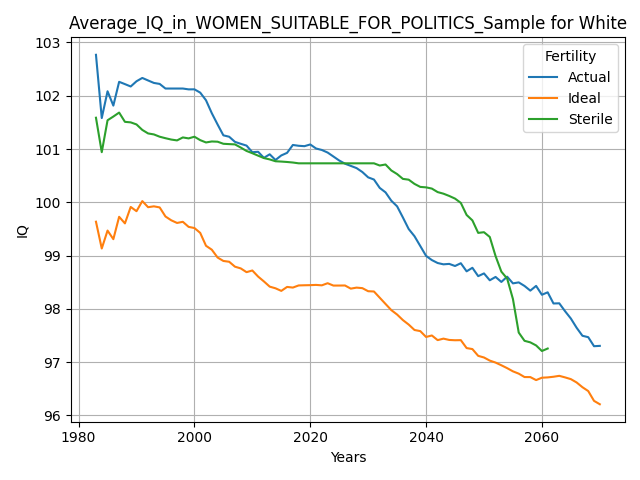 Average_IQ_in_WOMEN_SUITABLE_FOR_POLITICS_Sample for White
103
102
101
100
99
98
97
96
IQ
1980
2000
2020
2040
2060
Years
Fertility
Actual
Ideal
Sterile